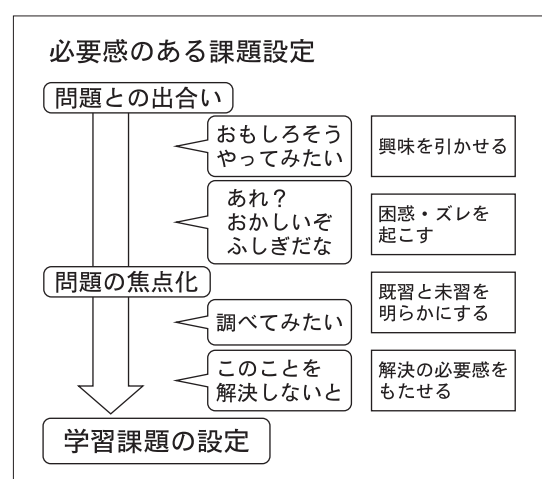 必要感のある課題設定
問題との出合い
おもしろそう
やってみたい
興味を引かせる
あれ？
おかしいぞ
ふしぎだな
困惑・ズレを
起こす
問題の焦点化
既習と未習を
明らかにする
調べてみたい
このことを
解決しないと
解決の必要感を
もたせる
学習課題の設定